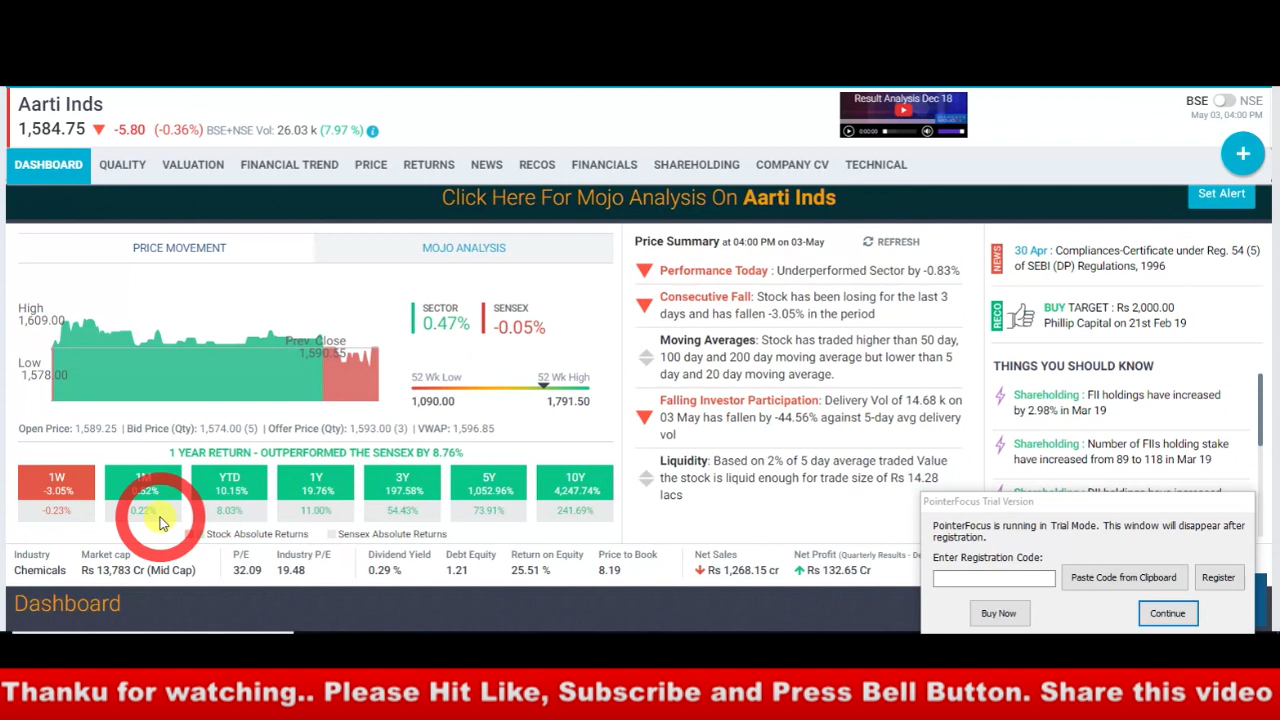 Aarti Inds
1,584.75 -5.80 (-0.36%) BSE+NSE Vol: 26.03 k (7.97 %)
Result Analysis Dec 18
0:00:00
BSE NSE
May 03, 04:00 PM
DASHBOARD QUALITY VALUATION FINANCIAL TREND PRICE RETURNS NEWS RECOS FINANCIALS SHAREHOLDING COMPANY CV TECHNICAL
+
Click Here For Mojo Analysis On Aarti Inds
Set Alert
PRICE MOVEMENT MOJO ANALYSIS
High
1,609.00
Prev. Close
1,590.55
Low
1,578.00
SECTOR
0.47%
SENSEX
-0.05%
52 Wk Low 52 Wk High
1,090.00 1,791.50
Open Price: 1,589.25 | Bid Price (Qty): 1,574.00 (5) | Offer Price (Qty): 1,593.00 (3) | VWAP: 1,596.85
1 YEAR RETURN - OUTPERFORMED THE SENSEX BY 8.76%
1W 1M YTD 1Y 3Y 5Y 10Y
-3.05% 0.52% 10.15% 19.76% 197.58% 1,052.96% 4,247.74%
-0.23% 0.22% 8.03% 11.00% 54.43% 73.91% 241.69%
Stock Absolute Returns Sensex Absolute Returns
Price Summary at 04:00 PM on 03-May REFRESH
Performance Today : Underperformed Sector by -0.83%
Consecutive Fall: Stock has been losing for the last 3
days and has fallen -3.05% in the period
Moving Averages: Stock has traded higher than 50 day,
100 day and 200 day moving average but lower than 5
day and 20 day moving average.
Falling Investor Participation: Delivery Vol of 14.68 k on
03 May has fallen by -44.56% against 5-day avg delivery
vol
Liquidity: Based on 2% of 5 day average traded Value
the stock is liquid enough for trade size of Rs 14.28
lacs
NEWS
30 Apr : Compliances-Certificate under Reg. 54 (5)
of SEBI (DP) Regulations, 1996
RECO
BUY TARGET : Rs 2,000.00
Phillip Capital on 21st Feb 19
THINGS YOU SHOULD KNOW
Shareholding : FII holdings have increased
by 2.98% in Mar 19
Shareholding : Number of FIIs holding stake
have increased from 89 to 118 in Mar 19
Industry Market cap P/E Industry P/E Dividend Yield Debt Equity Return on Equity Price to Book Net Sales Net Profit (Quarterly Results - De
Chemicals Rs 13,783 Cr (Mid Cap) 32.09 19.48 0.29 % 1.21 25.51 % 8.19 Rs 1,268.15 cr Rs 132.65 Cr
Dashboard
PointerFocus Trial Version
PointerFocus is running in Trial Mode. This window will disappear after
registration.
Enter Registration Code:
Paste Code from Clipboard Register
Buy Now Continue
Thanku for watching.. Please Hit Like, Subscribe and Press Bell Button. Share this video